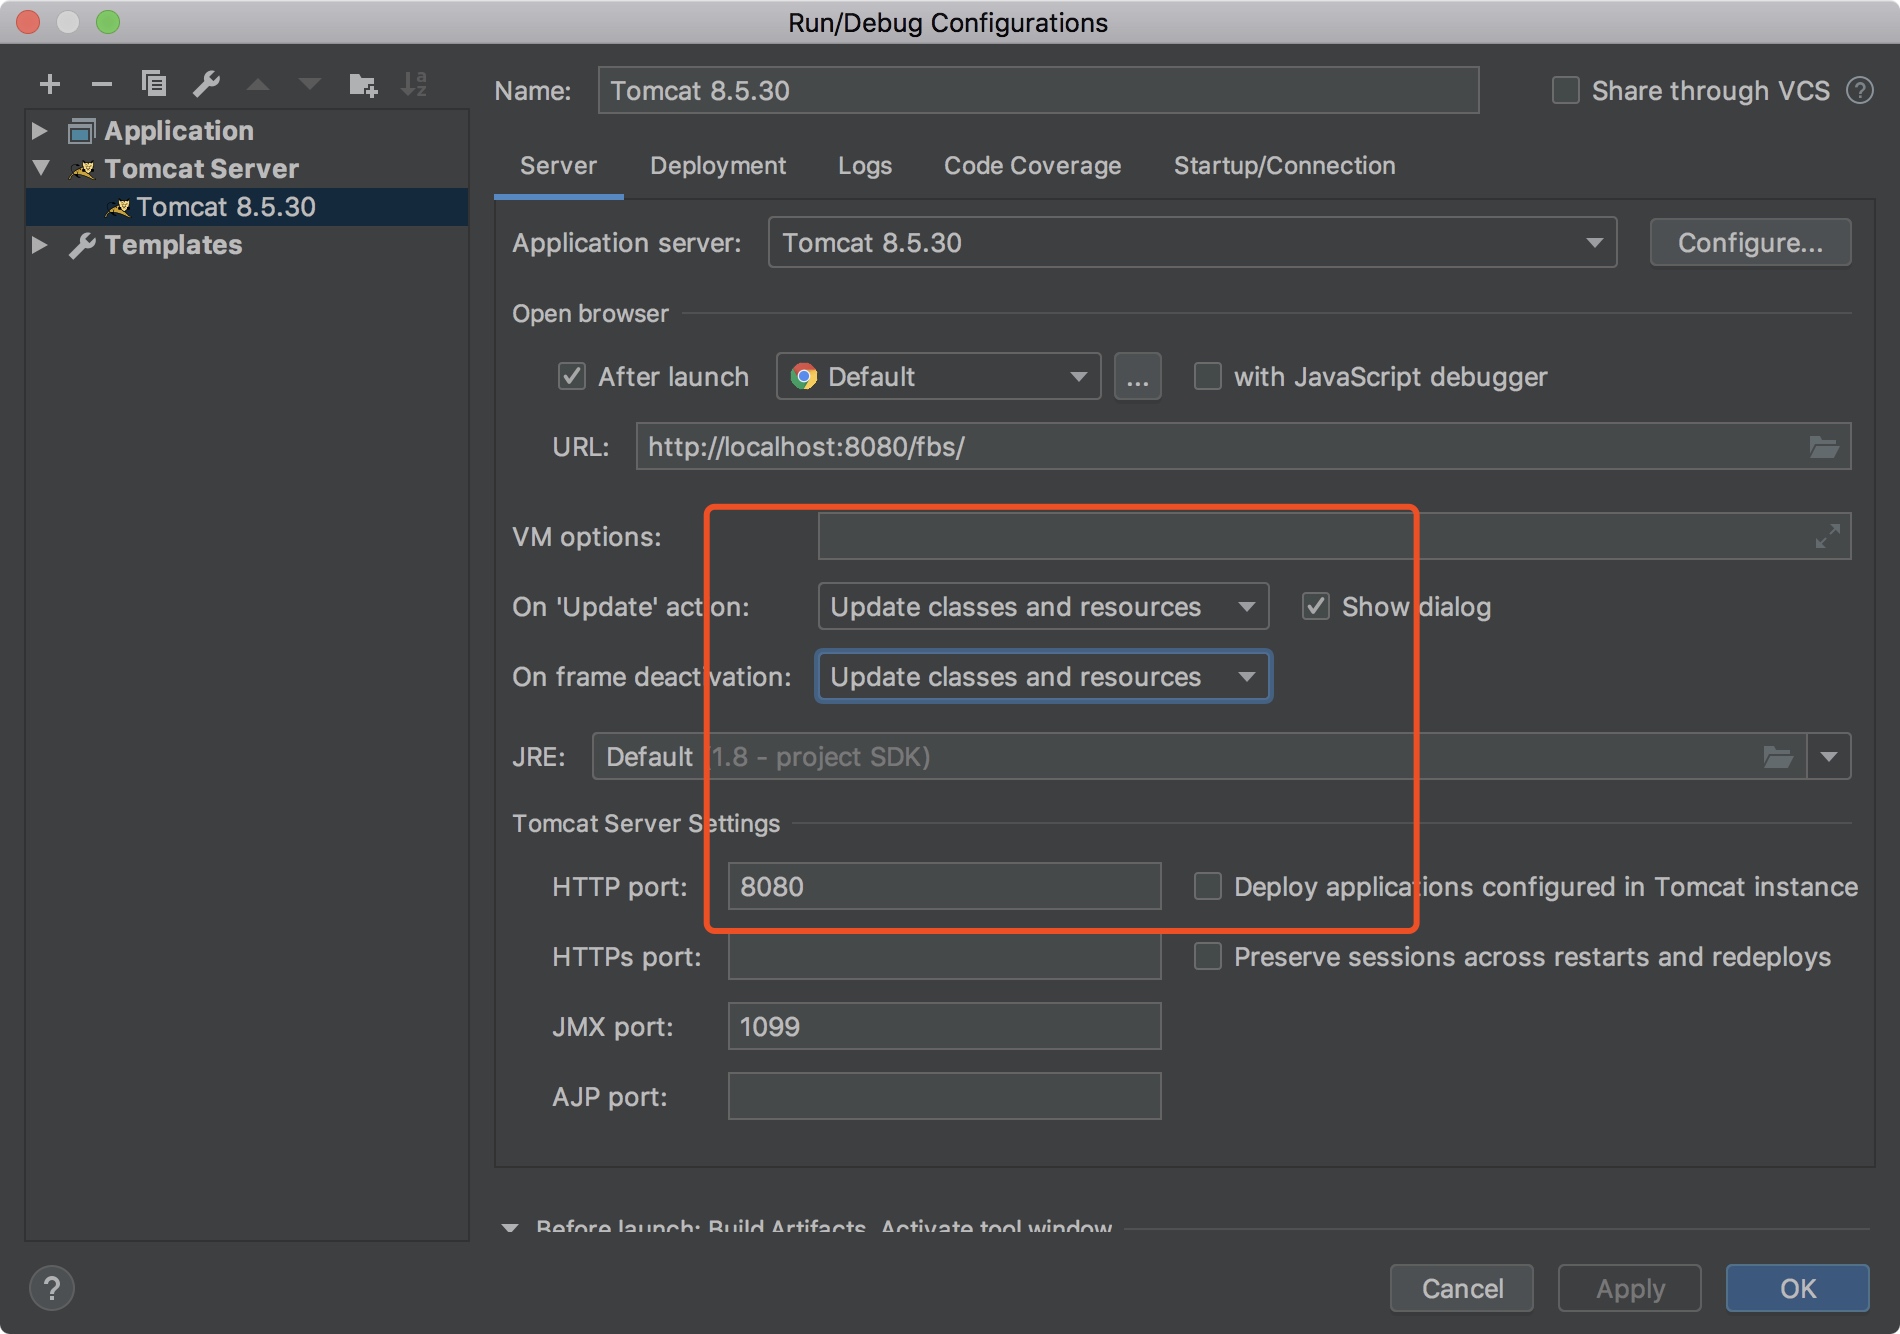 Run/Debug Configurations
Name: Tomcat 8.5.30 Share through VCS ?
Application
Tomcat Server
Tomcat 8.5.30
Templates
Server Deployment Logs Code Coverage Startup/Connection
Application server: Tomcat 8.5.30 Configure...
Open browser
After launch Default ... with JavaScript debugger
URL: http://localhost:8080/fbs/
VM options:
On 'Update' action: Update classes and resources Show dialog
On frame deactivation: Update classes and resources
JRE: Default (1.8 - project SDK)
Tomcat Server Settings
HTTP port: 8080 Deploy applications configured in Tomcat instance
HTTPs port: Preserve sessions across restarts and redeploys
JMX port: 1099
AJP port:
Before launch: Build Artifacts, Activate tool window
? Cancel Apply OK